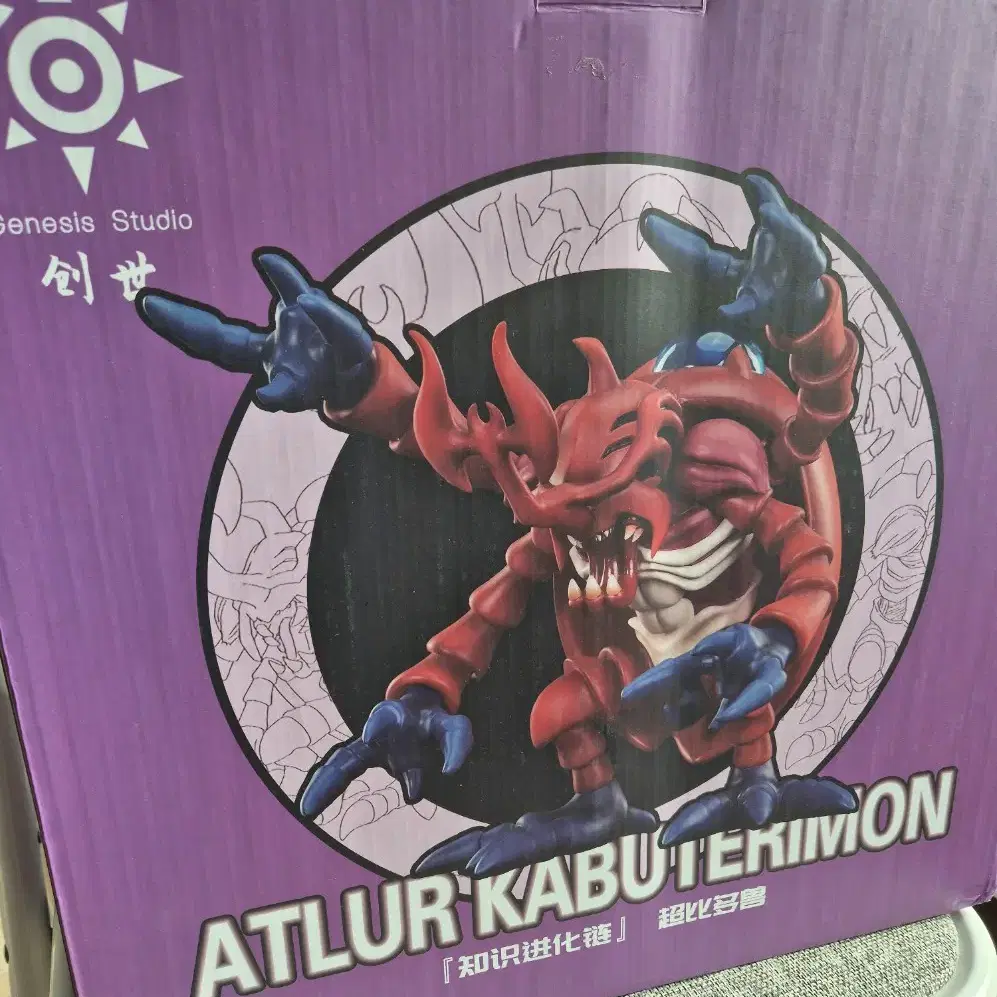 Genesis Studio
创世
ATLUR KABUTERIMON
『知识进化链』 超比多兽